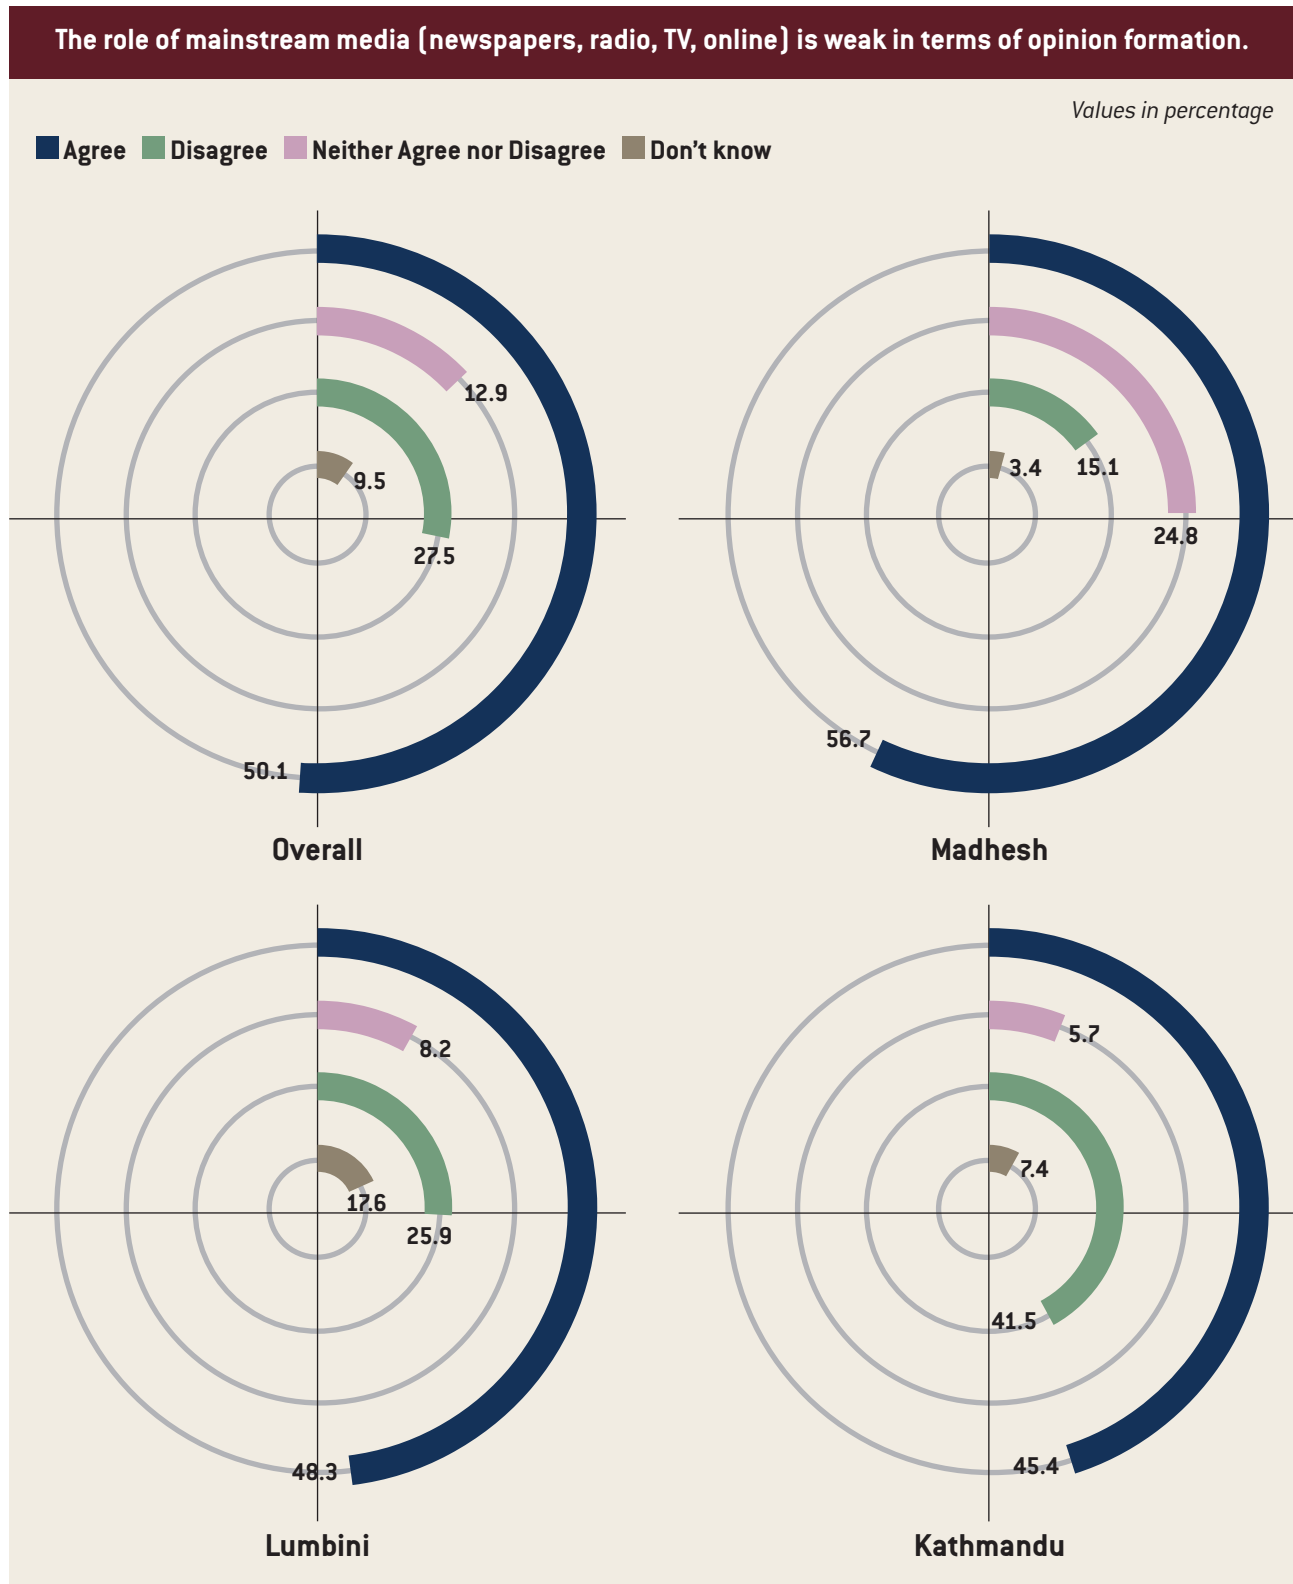 The role of mainstream media (newspapers, radio, TV, online) is weak in terms of opinion formation.
Values in percentage
Agree Disagree Neither Agree nor Disagree Don't know
12.9
9.5
27.5
50.1
Overall
3.4
15.1
24.8
56.7
Madhesh
8.2
17.6
25.9
48.3
Lumbini
5.7
7.4
41.5
45.4
Kathmandu